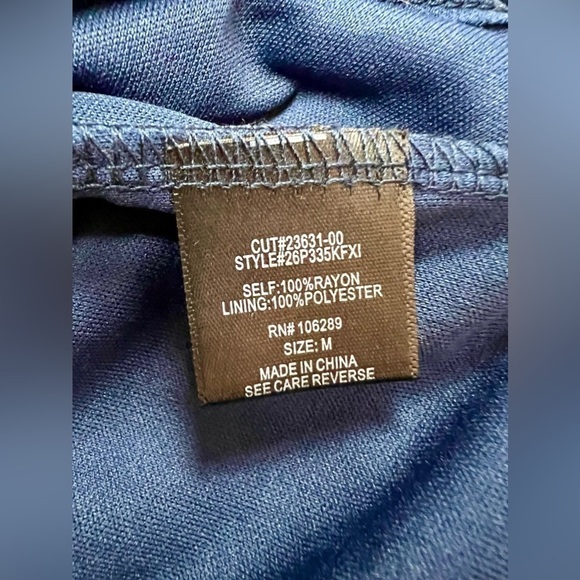 CUT#23631-00
STYLE#26P335KFXI
SELF:100%RAYON
LINING:100%POLYESTER
RN# 106289
SIZE: M
MADE IN CHINA
SEE CARE REVERSE